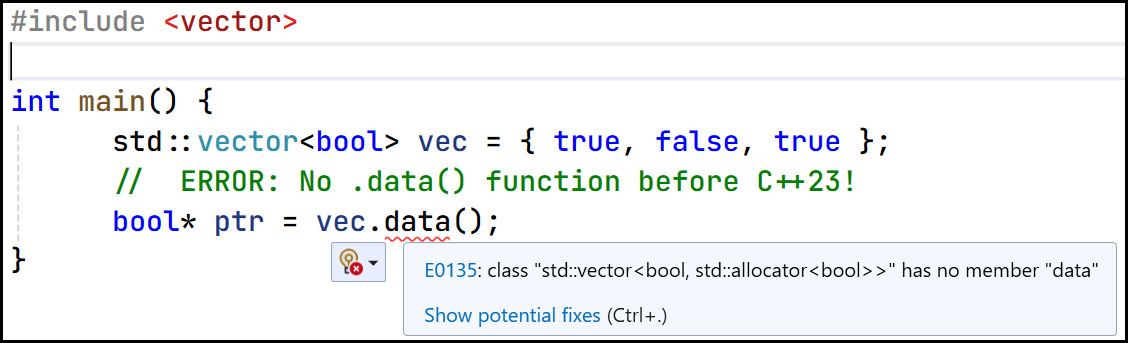 #include <vector>
int main() {
std::vector<bool> vec = { true, false, true };
// ERROR: No .data() function before C++23!
bool* ptr = vec.data();
}
E0135: class "std::vector<bool, std::allocator<bool>>" has no member "data"
Show potential fixes (Ctrl+.)